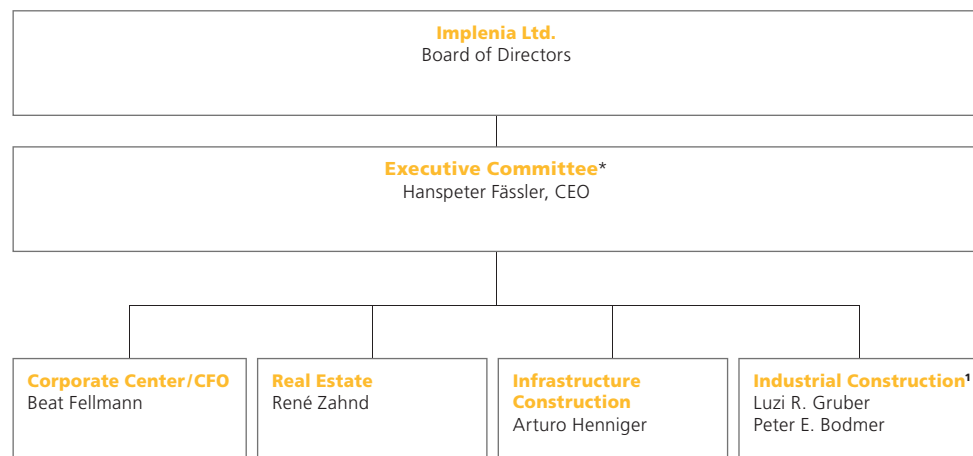 Implenia Ltd.
Board of Directors
Executive Committee*
Hanspeter Fässler, CEO
Corporate Center/CFO
Beat Fellmann
Real Estate
René Zahnd
Infrastructure
Construction
Arturo Henniger
Industrial Construction¹
Luzi R. Gruber
Peter E. Bodmer